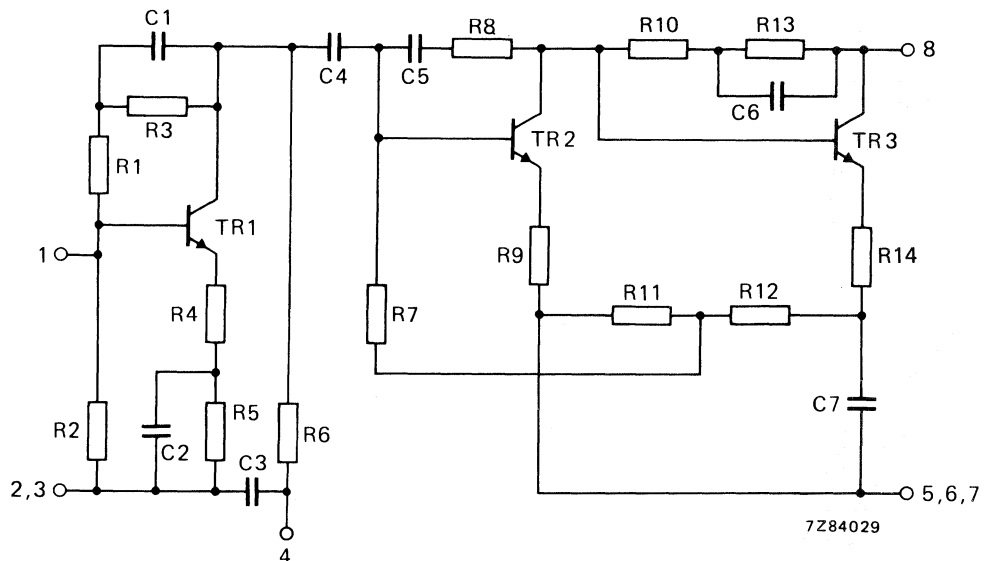 C1
R8
R10
R13
8
C4
C5
R3
C6
R1
TR2
TR3
TR1
1
R9
R14
R4
R7
R11
R12
R2
C2
R5
R6
C7
C3
2,3
5,6,7
4
7Z84029